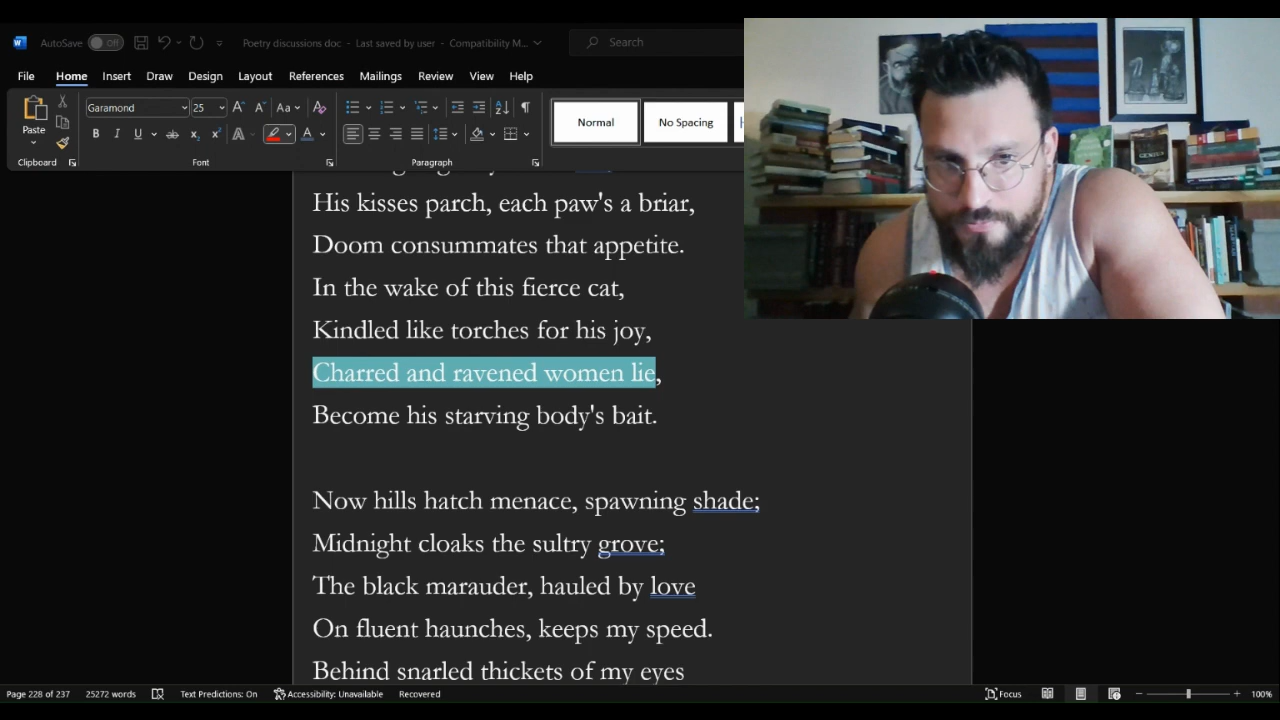 AutoSave Off Poetry discussions doc - Last saved by user - Compatibility M... Search
File Home Insert Draw Design Layout References Mailings Review View Help
Paste Garamond 25 Aa Normal No Spacing
Clipboard Font Paragraph
His kisses parch, each paw's a briar,
Doom consummates that appetite.
In the wake of this fierce cat,
Kindled like torches for his joy,
Charred and ravened women lie,
Become his starving body's bait.
Now hills hatch menace, spawning shade;
Midnight cloaks the sultry grove;
The black marauder, hauled by love
On fluent haunches, keeps my speed.
Behind snarled thickets of my eyes
Page 228 of 237 25272 words Text Predictions: On Accessibility: Unavailable Recovered Focus 100%